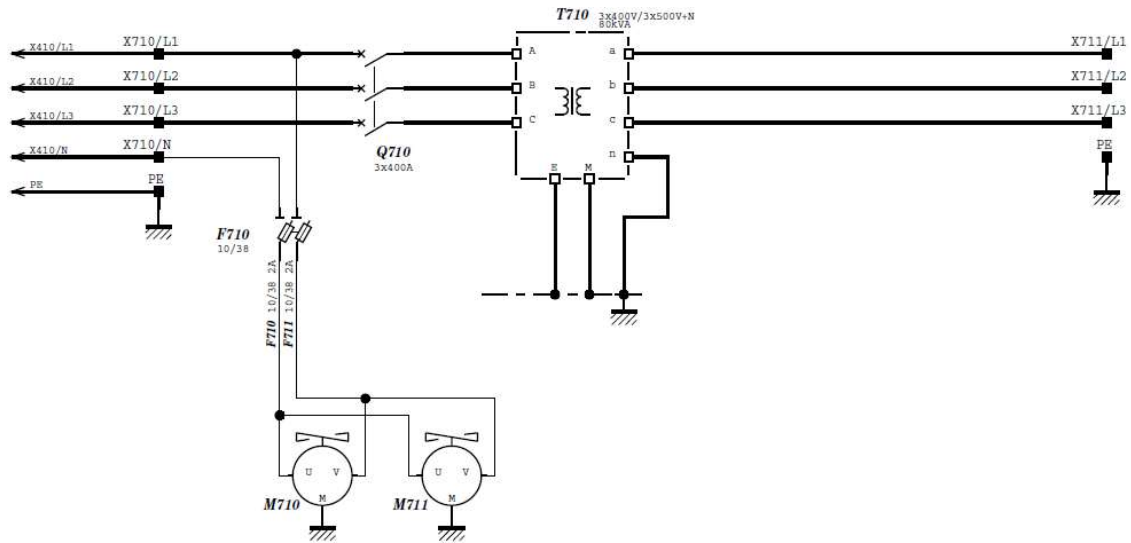 T710 3x400V/3x500V+N
80kVA
X410/L1 X710/L1 A a X711/L1
X410/L2 X710/L2 B b X711/L2
X410/L3 X710/L3 C c X711/L3
X410/N X710/N Q710 n PE
3x400A
PE PE E M
F710
10/38
F710 10/38 2A
F711 10/38 2A
U V U V
M710 M M711 M